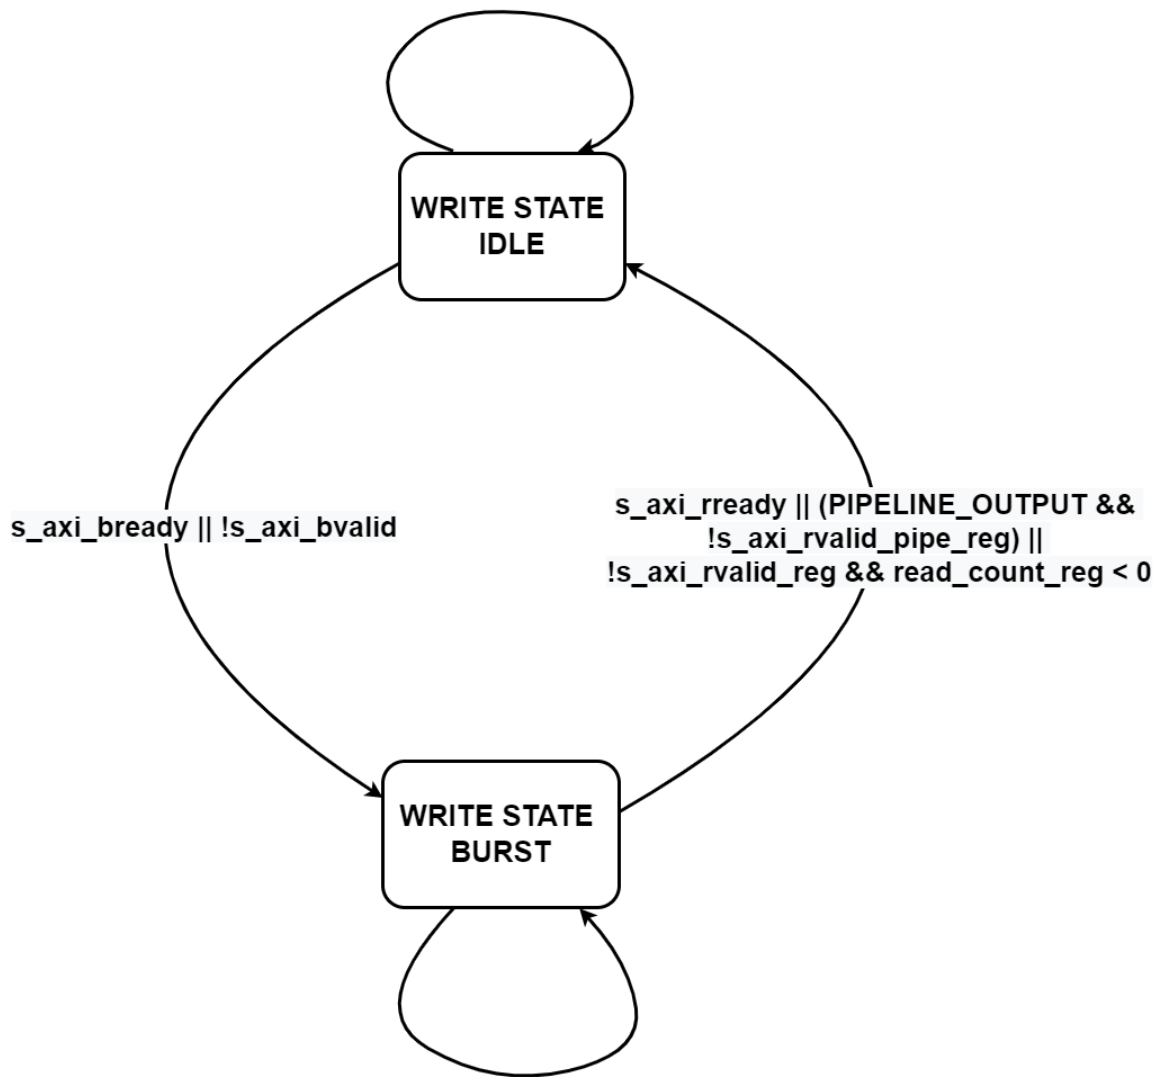 WRITE STATE
IDLE
s_axi_bready || !s_axi_bvalid
s_axi_rready || (PIPELINE_OUTPUT &&
!s_axi_rvalid_pipe_reg) ||
!s_axi_rvalid_reg && read_count_reg < 0
WRITE STATE
BURST